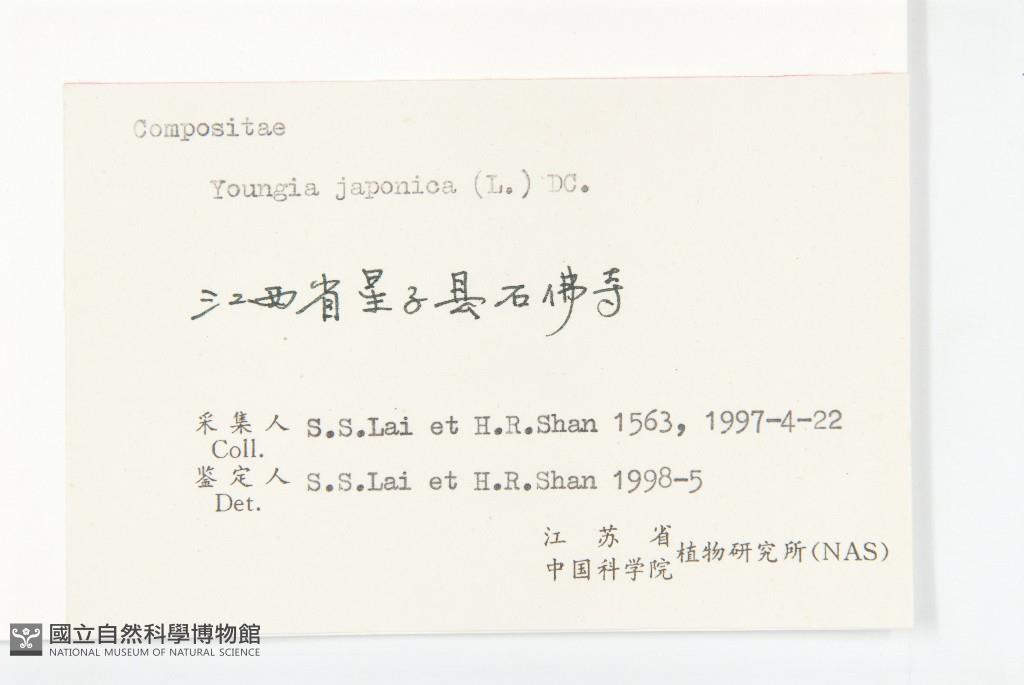 Compositae
Youngia japonica (L.) DC.
江西省星子县石佛寺
采集人 S.S.Lai et H.R.Shan 1563, 1997-4-22
Coll.
鉴定人 S.S.Lai et H.R.Shan 1998-5
Det.
江苏省
中国科学院植物研究所(NAS)
國立自然科學博物館
NATIONAL MUSEUM OF NATURAL SCIENCE